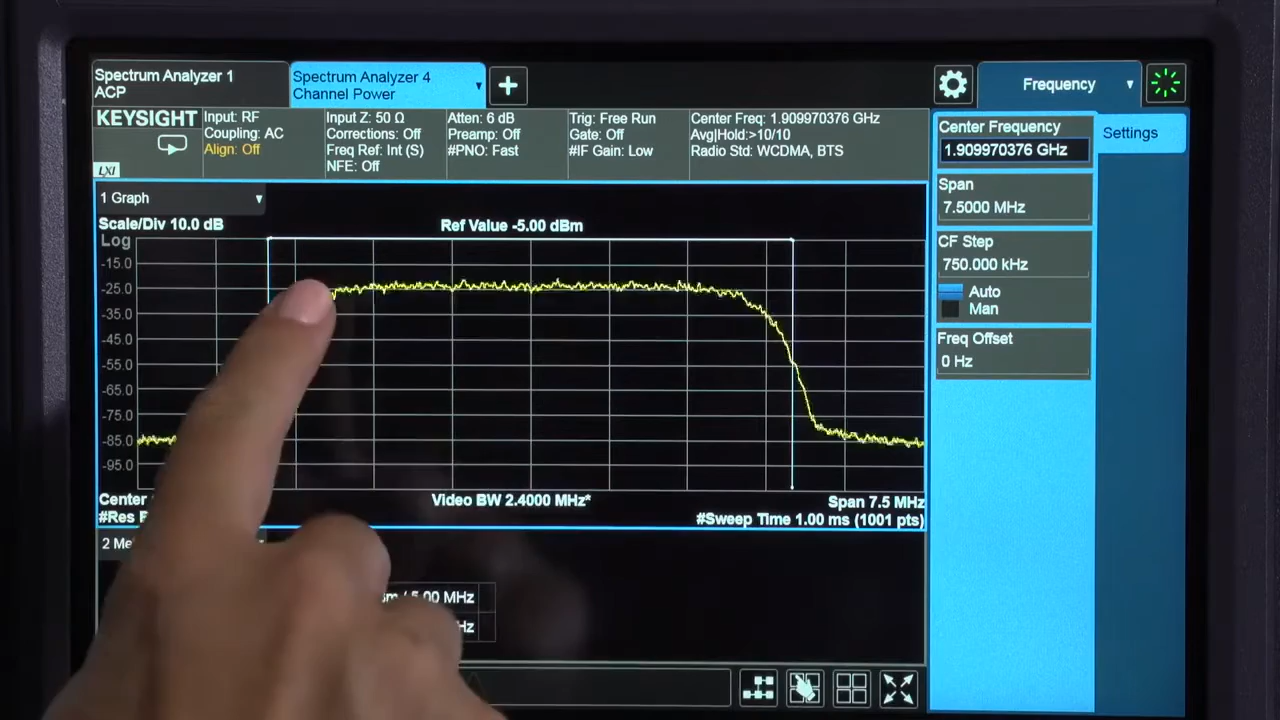 Spectrum Analyzer 1
ACP
Spectrum Analyzer 4
Channel Power
Frequency
KEYSIGHT
LXI
Input: RF
Coupling: AC
Align: Off
Input Z: 50 Ω
Corrections: Off
Freq Ref: Int (S)
NFE: Off
Atten: 6 dB
Preamp: Off
#PNO: Fast
Trig: Free Run
Gate: Off
#IF Gain: Low
Center Freq: 1.909970376 GHz
Avg|Hold:>10/10
Radio Std: WCDMA, BTS
Center Frequency
1.909970376 GHz
Settings
Span
7.5000 MHz
CF Step
750.000 kHz
Auto
Man
Freq Offset
0 Hz
1 Graph
Scale/Div 10.0 dB
Ref Value -5.00 dBm
Log
-15.0
-25.0
-35.0
-45.0
-55.0
-65.0
-75.0
-85.0
-95.0
Center
Video BW 2.4000 MHz*
Span 7.5 MHz
#Res
#Sweep Time 1.00 ms (1001 pts)
2
/ 5.00 MHz
Hz